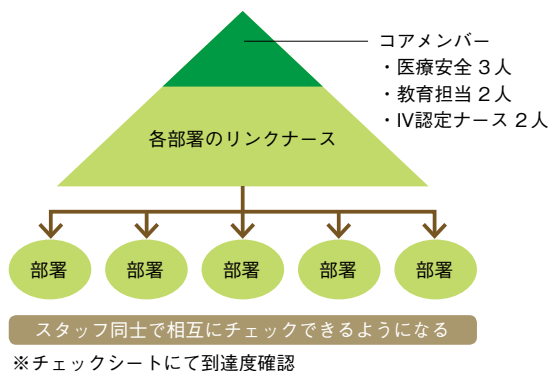 コアメンバー
・医療安全 3 人
・教育担当 2 人
・IV認定ナース 2 人
各部署のリンクナース
部署
部署
部署
部署
部署
スタッフ同士で相互にチェックできるようになる
※チェックシートにて到達度確認